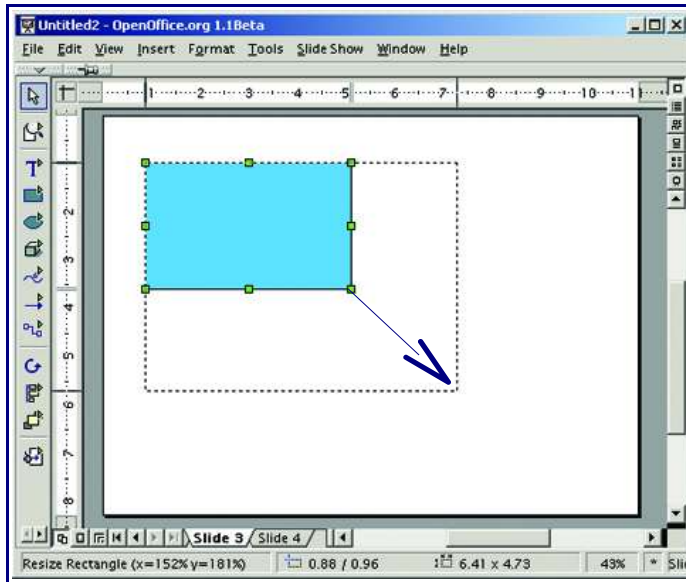 Untitled2 - OpenOffice.org 1.1Beta
File Edit View Insert Format Tools Slide Show Window Help
1 2 3 4 5 6 7 8 9 10 11
T
2
3
4
5
6
7
8
Slide 3 Slide 4
Resize Rectangle (x=152% y=181%) 0.88 / 0.96 6.41 x 4.73 43% * Sli